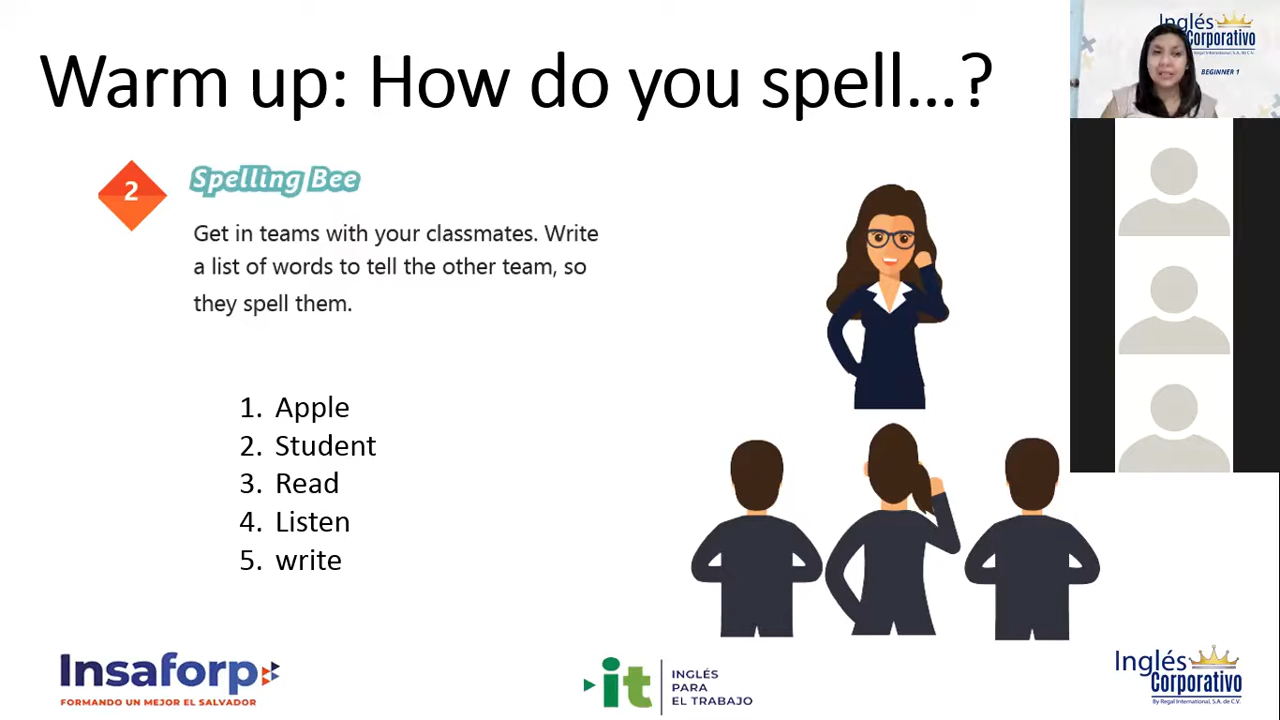 Warm up: How do you spell...?
Inglés
Corporativo
By Regal International, S.A. de C.V.
BEGINNER 1
2
Spelling Bee
Get in teams with your classmates. Write
a list of words to tell the other team, so
they spell them.
1. Apple
2. Student
3. Read
4. Listen
5. write
Insaforp
FORMANDO UN MEJOR EL SALVADOR
it
INGLÉS
PARA
EL TRABAJO
Inglés
Corporativo
By Regal International, S.A. de C.V.